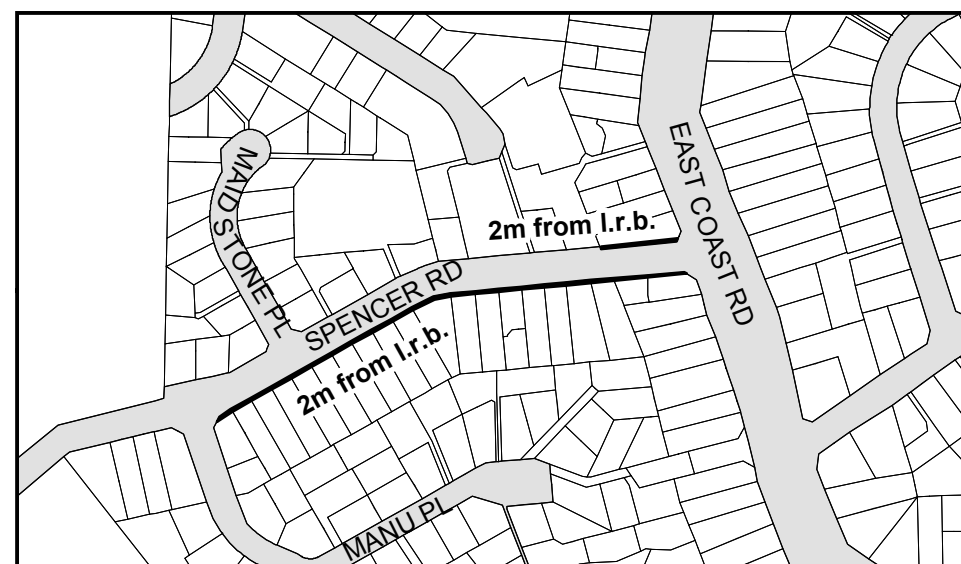 MAID STONE PL
EAST COAST RD
2m from l.r.b.
SPENCER RD
2m from l.r.b.
MANU PL